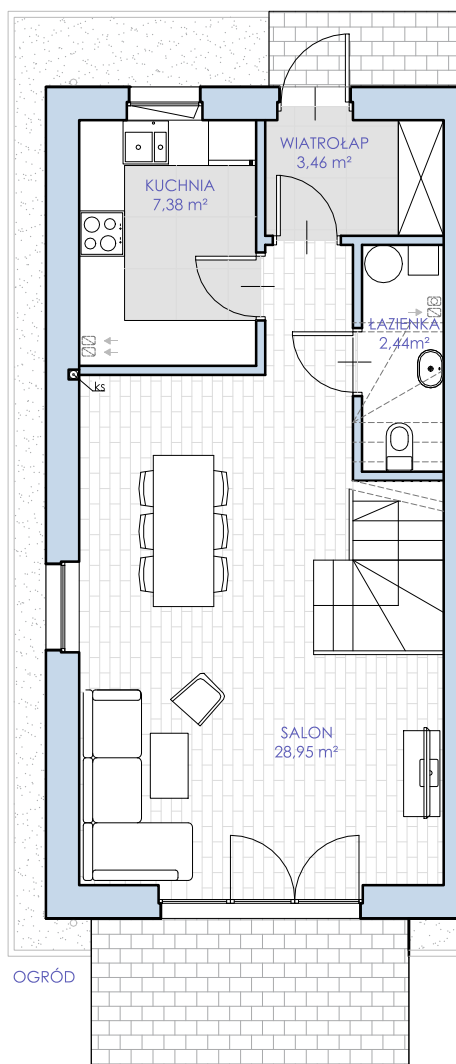 WIATROŁAP
3,46 m²
KUCHNIA
7,38 m²
ŁAZIENKA
2,44m²
ks
SALON
28,95 m²
OGRÓD